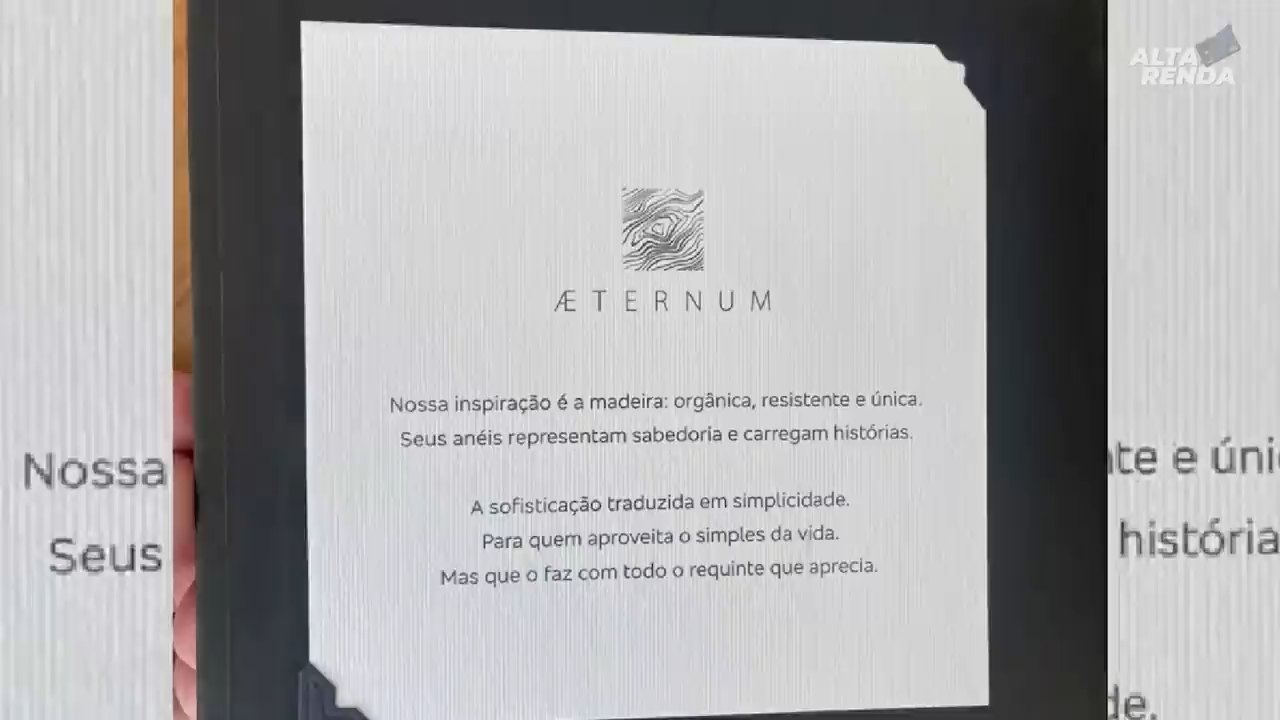 ALTA
RENDA
ÆTERNUM
Nossa inspiração é a madeira: orgânica, resistente e única.
Seus anéis representam sabedoria e carregam histórias.
A sofisticação traduzida em simplicidade.
Para quem aproveita o simples da vida.
Mas que o faz com todo o requinte que aprecia.
Nossa
Seus
nte e úni
história
de.